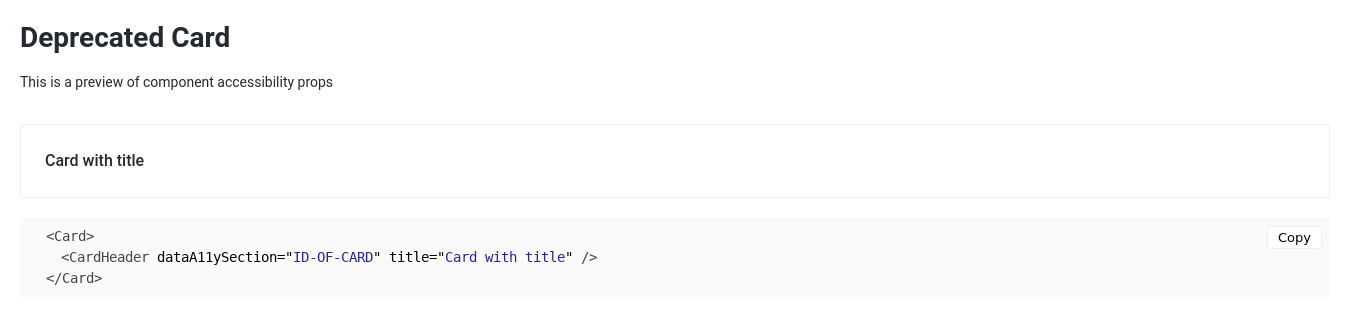 Deprecated Card
This is a preview of component accessibility props
Card with title
<Card>
<CardHeader dataA11ySection="ID-OF-CARD" title="Card with title" />
</Card>
Copy